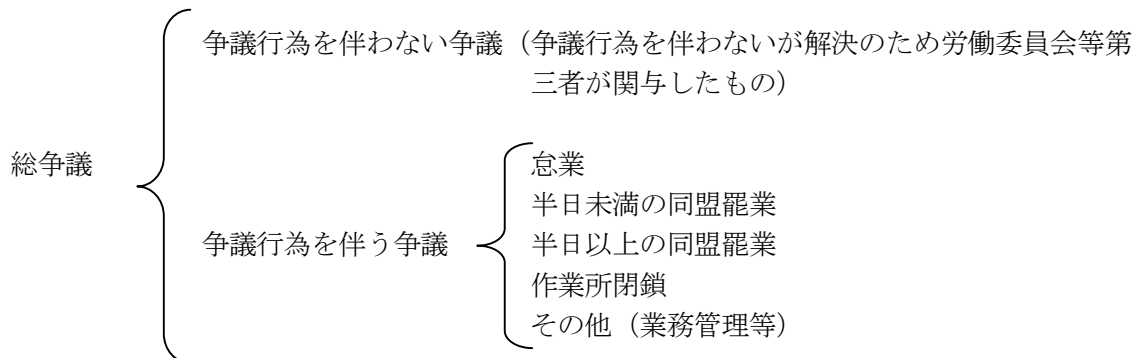 争議行為を伴わない争議（争議行為を伴わないが解決のため労働委員会等第
三者が関与したもの）
総争議
争議行為を伴う争議
怠業
半日未満の同盟罷業
半日以上の同盟罷業
作業所閉鎖
その他（業務管理等）